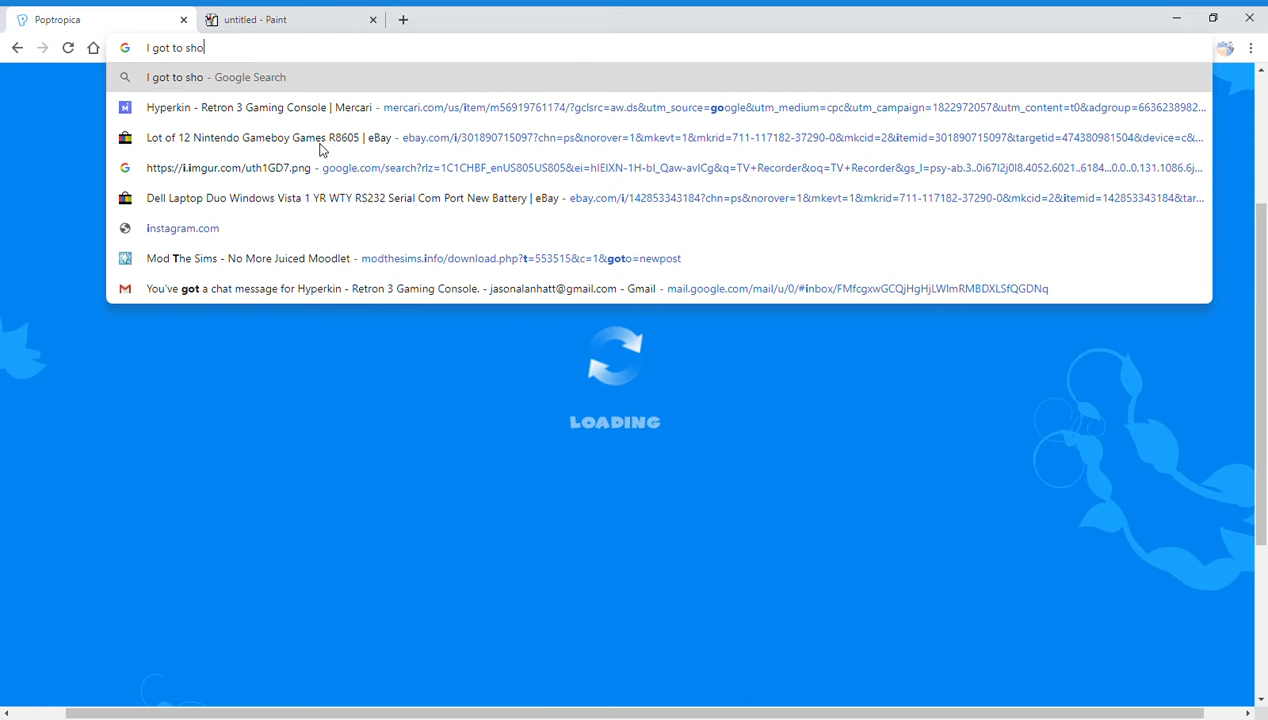 Poptropica
untitled - Paint
I got to sho
I got to sho - Google Search
Hyperkin - Retron 3 Gaming Console | Mercari - mercari.com/us/item/m56919761174/?gclsrc=aw.ds&utm_source=google&utm_medium=cpc&utm_campaign=1822972057&utm_content=t0&adgroup=6636238982...
Lot of 12 Nintendo Gameboy Games R8605 | eBay - ebay.com/i/301890715097?chn=ps&norover=1&mkevt=1&mkrid=711-117182-37290-0&mkcid=2&itemid=301890715097&targetid=474380981504&device=c&...
https://i.imgur.com/uth1GD7.png - google.com/search?rlz=1C1CHBF_enUS805US805&ei=hIEIXN-1H-bI_Qaw-avICg&q=TV+Recorder&oq=TV+Recorder&gs_l=psy-ab.3..0i67l2j0l8.4052.6021..6184...0.0..0.131.1086.6j...
Dell Laptop Duo Windows Vista 1 YR WTY RS232 Serial Com Port New Battery | eBay - ebay.com/i/142853343184?chn=ps&norover=1&mkevt=1&mkrid=711-117182-37290-0&mkcid=2&itemid=142853343184&tar...
instagram.com
Mod The Sims - No More Juiced Moodlet - modthesims.info/download.php?t=553515&c=1&goto=newpost
You've got a chat message for Hyperkin - Retron 3 Gaming Console. - jasonalanhatt@gmail.com - Gmail - mail.google.com/mail/u/0/#inbox/FMfcgxwGCQjHgHjLWlmRMBDXLSfQGDNq
LOADING